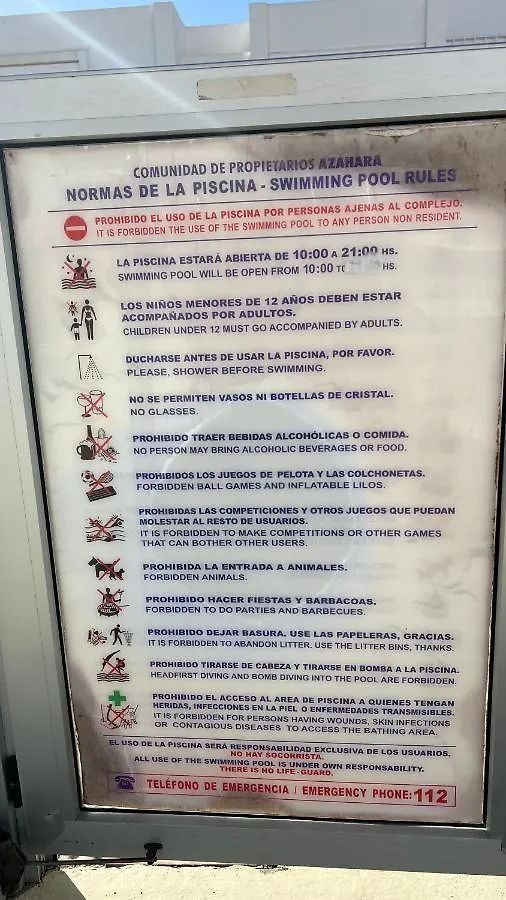 COMUNIDAD DE PROPIETARIOS AZAHARA
NORMAS DE LA PISCINA - SWIMMING POOL RULES
PROHIBIDO EL USO DE LA PISCINA POR PERSONAS AJENAS AL COMPLEJO.
IT IS FORBIDDEN THE USE OF THE SWIMMING POOL TO ANY PERSON NON RESIDENT.
LA PISCINA ESTARÁ ABIERTA DE 10:00 A 21:00 HS.
SWIMMING POOL WILL BE OPEN FROM 10:00 HS.
LOS NIÑOS MENORES DE 12 AÑOS DEBEN ESTAR
ACOMPAÑADOS POR ADULTOS.
CHILDREN UNDER 12 MUST GO ACCOMPANIED BY ADULTS.
DUCHARSE ANTES DE USAR LA PISCINA, POR FAVOR.
PLEASE, SHOWER BEFORE SWIMMING.
NO SE PERMITEN VASOS NI BOTELLAS DE CRISTAL.
NO GLASSES.
PROHIBIDO TRAER BEBIDAS ALCOHÓLICAS O COMIDA.
NO PERSON MAY BRING ALCOHOLIC BEVERAGES OR FOOD.
PROHIBIDOS LOS JUEGOS DE PELOTA Y LAS COLCHONETAS.
FORBIDDEN BALL GAMES AND INFLATABLE LILOS.
PROHIBIDAS LAS COMPETICIONES Y OTROS JUEGOS QUE PUEDAN
MOLESTAR AL RESTO DE USUARIOS.
IT IS FORBIDDEN TO MAKE COMPETITIONS OR OTHER GAMES
THAT CAN BOTHER OTHER USERS.
PROHIBIDA LA ENTRADA A ANIMALES.
FORBIDDEN ANIMALS.
PROHIBIDO HACER FIESTAS Y BARBACOAS.
FORBIDDEN TO DO PARTIES AND BARBECUES.
PROHIBIDO DEJAR BASURA. USE LAS PAPELERAS, GRACIAS.
IT IS FORBIDDEN TO ABANDON LITTER. USE THE LITTER BINS, THANKS.
PROHIBIDO TIRARSE DE CABEZA Y TIRARSE EN BOMBA A LA PISCINA.
HEADFIRST DIVING AND BOMB DIVING INTO THE POOL ARE FORBIDDEN.
PROHIBIDO EL ACCESO AL AREA DE PISCINA A QUIENES TENGAN
HERIDAS, INFECCIONES EN LA PIEL O ENFERMEDADES TRANSMISIBLES.
IT IS FORBIDDEN FOR PERSONS HAVING WOUNDS, SKIN INFECTIONS
OR CONTAGIOUS DISEASES TO ACCESS THE BATHING AREA.
EL USO DE LA PISCINA SERÁ RESPONSABILIDAD EXCLUSIVA DE LOS USUARIOS.
NO HAY SOCORRISTA.
ALL USE OF THE SWIMMING POOL IS UNDER OWN RESPONSABILITY.
THERE IS NO LIFE-GUARD.
TELÉFONO DE EMERGENCIA / EMERGENCY PHONE: 112